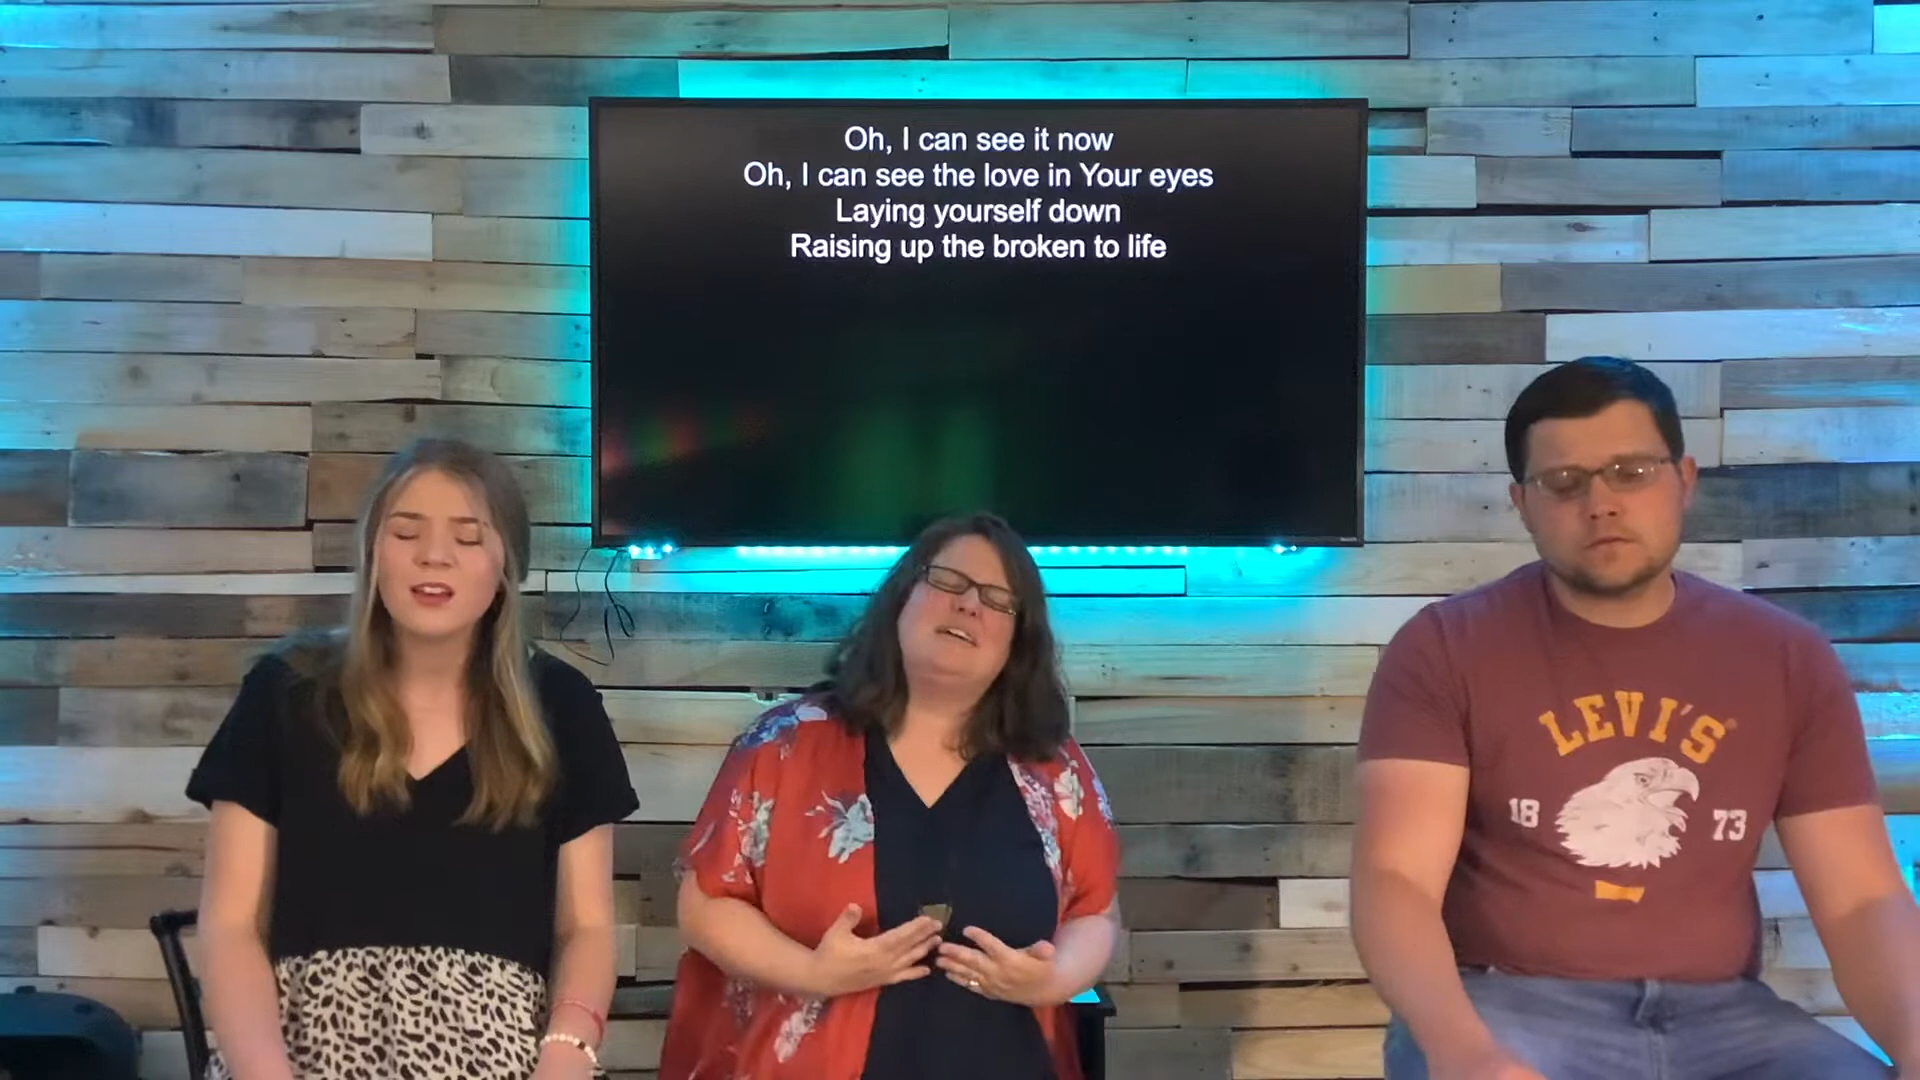 Oh, I can see it now
Oh, I can see the love in Your eyes
Laying yourself down
Raising up the broken to life
LEVI'S®
18 73